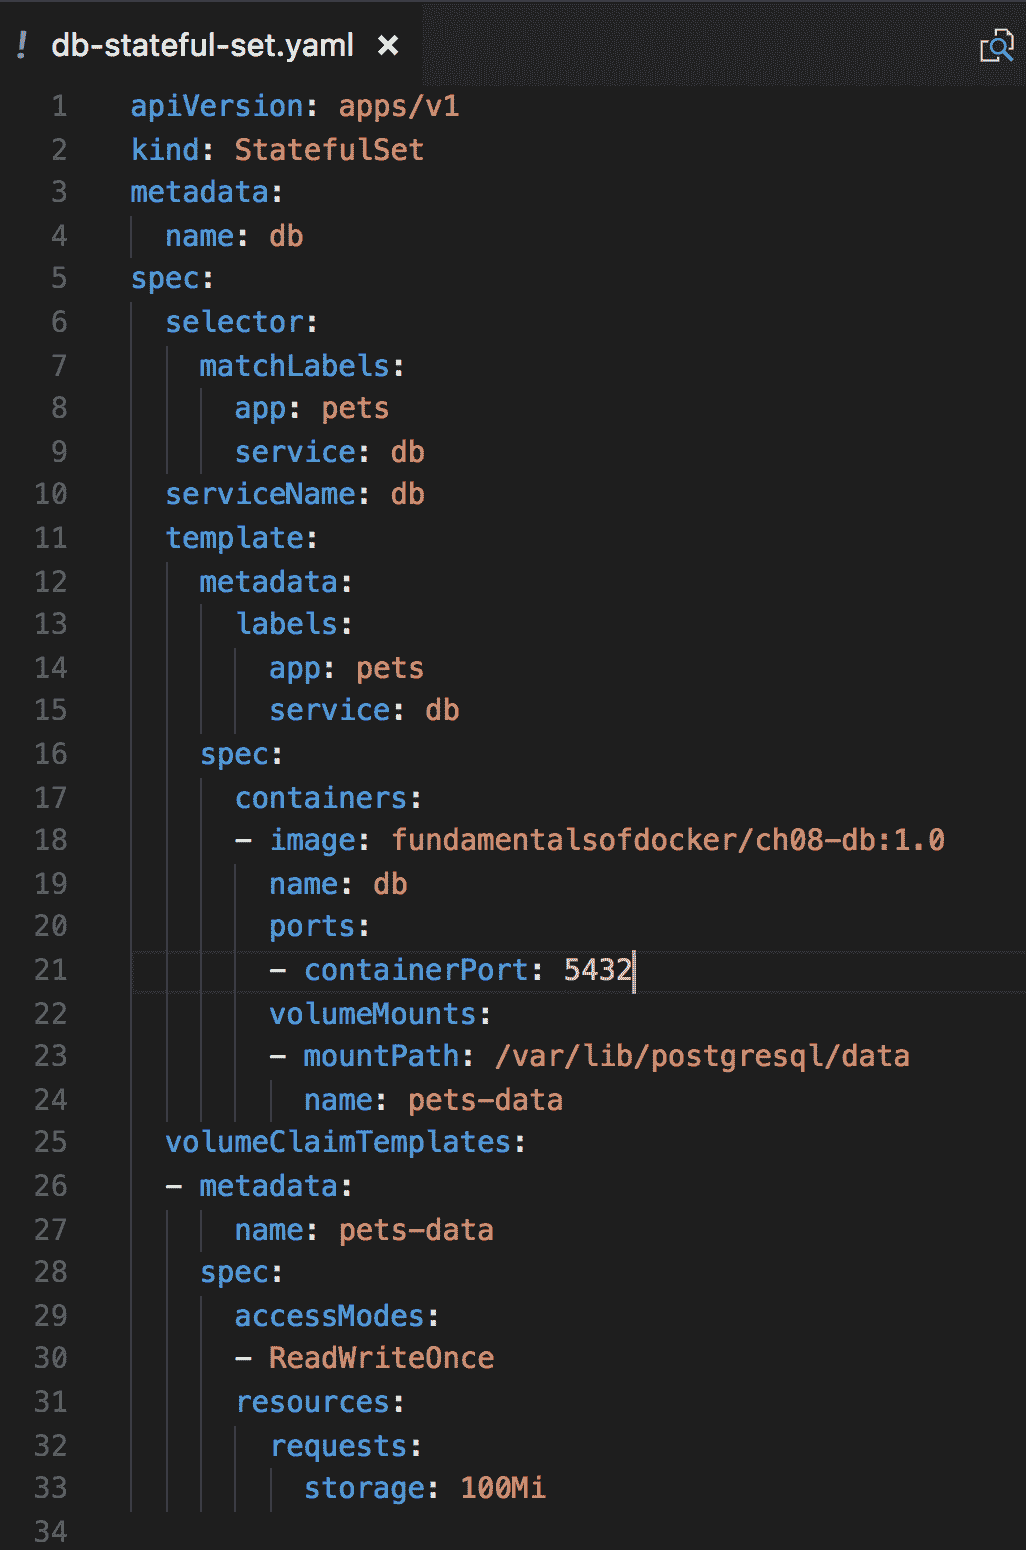 ! db-stateful-set.yaml ×
1 apiVersion: apps/v1
2 kind: StatefulSet
3 metadata:
4   name: db
5 spec:
6   selector:
7     matchLabels:
8       app: pets
9       service: db
10   serviceName: db
11   template:
12     metadata:
13       labels:
14         app: pets
15         service: db
16     spec:
17       containers:
18       - image: fundamentalsofdocker/ch08-db:1.0
19         name: db
20         ports:
21         - containerPort: 5432
22         volumeMounts:
23         - mountPath: /var/lib/postgresql/data
24           name: pets-data
25   volumeClaimTemplates:
26   - metadata:
27       name: pets-data
28     spec:
29       accessModes:
30       - ReadWriteOnce
31       resources:
32         requests:
33           storage: 100Mi
34